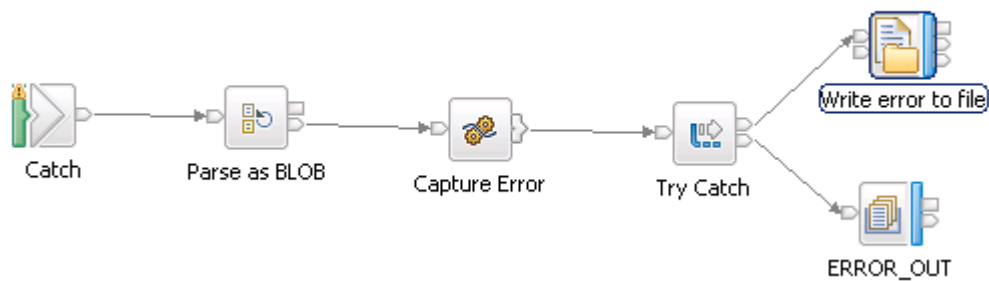 Write error to file
Catch
Parse as BLOB
Capture Error
Try Catch
ERROR_OUT